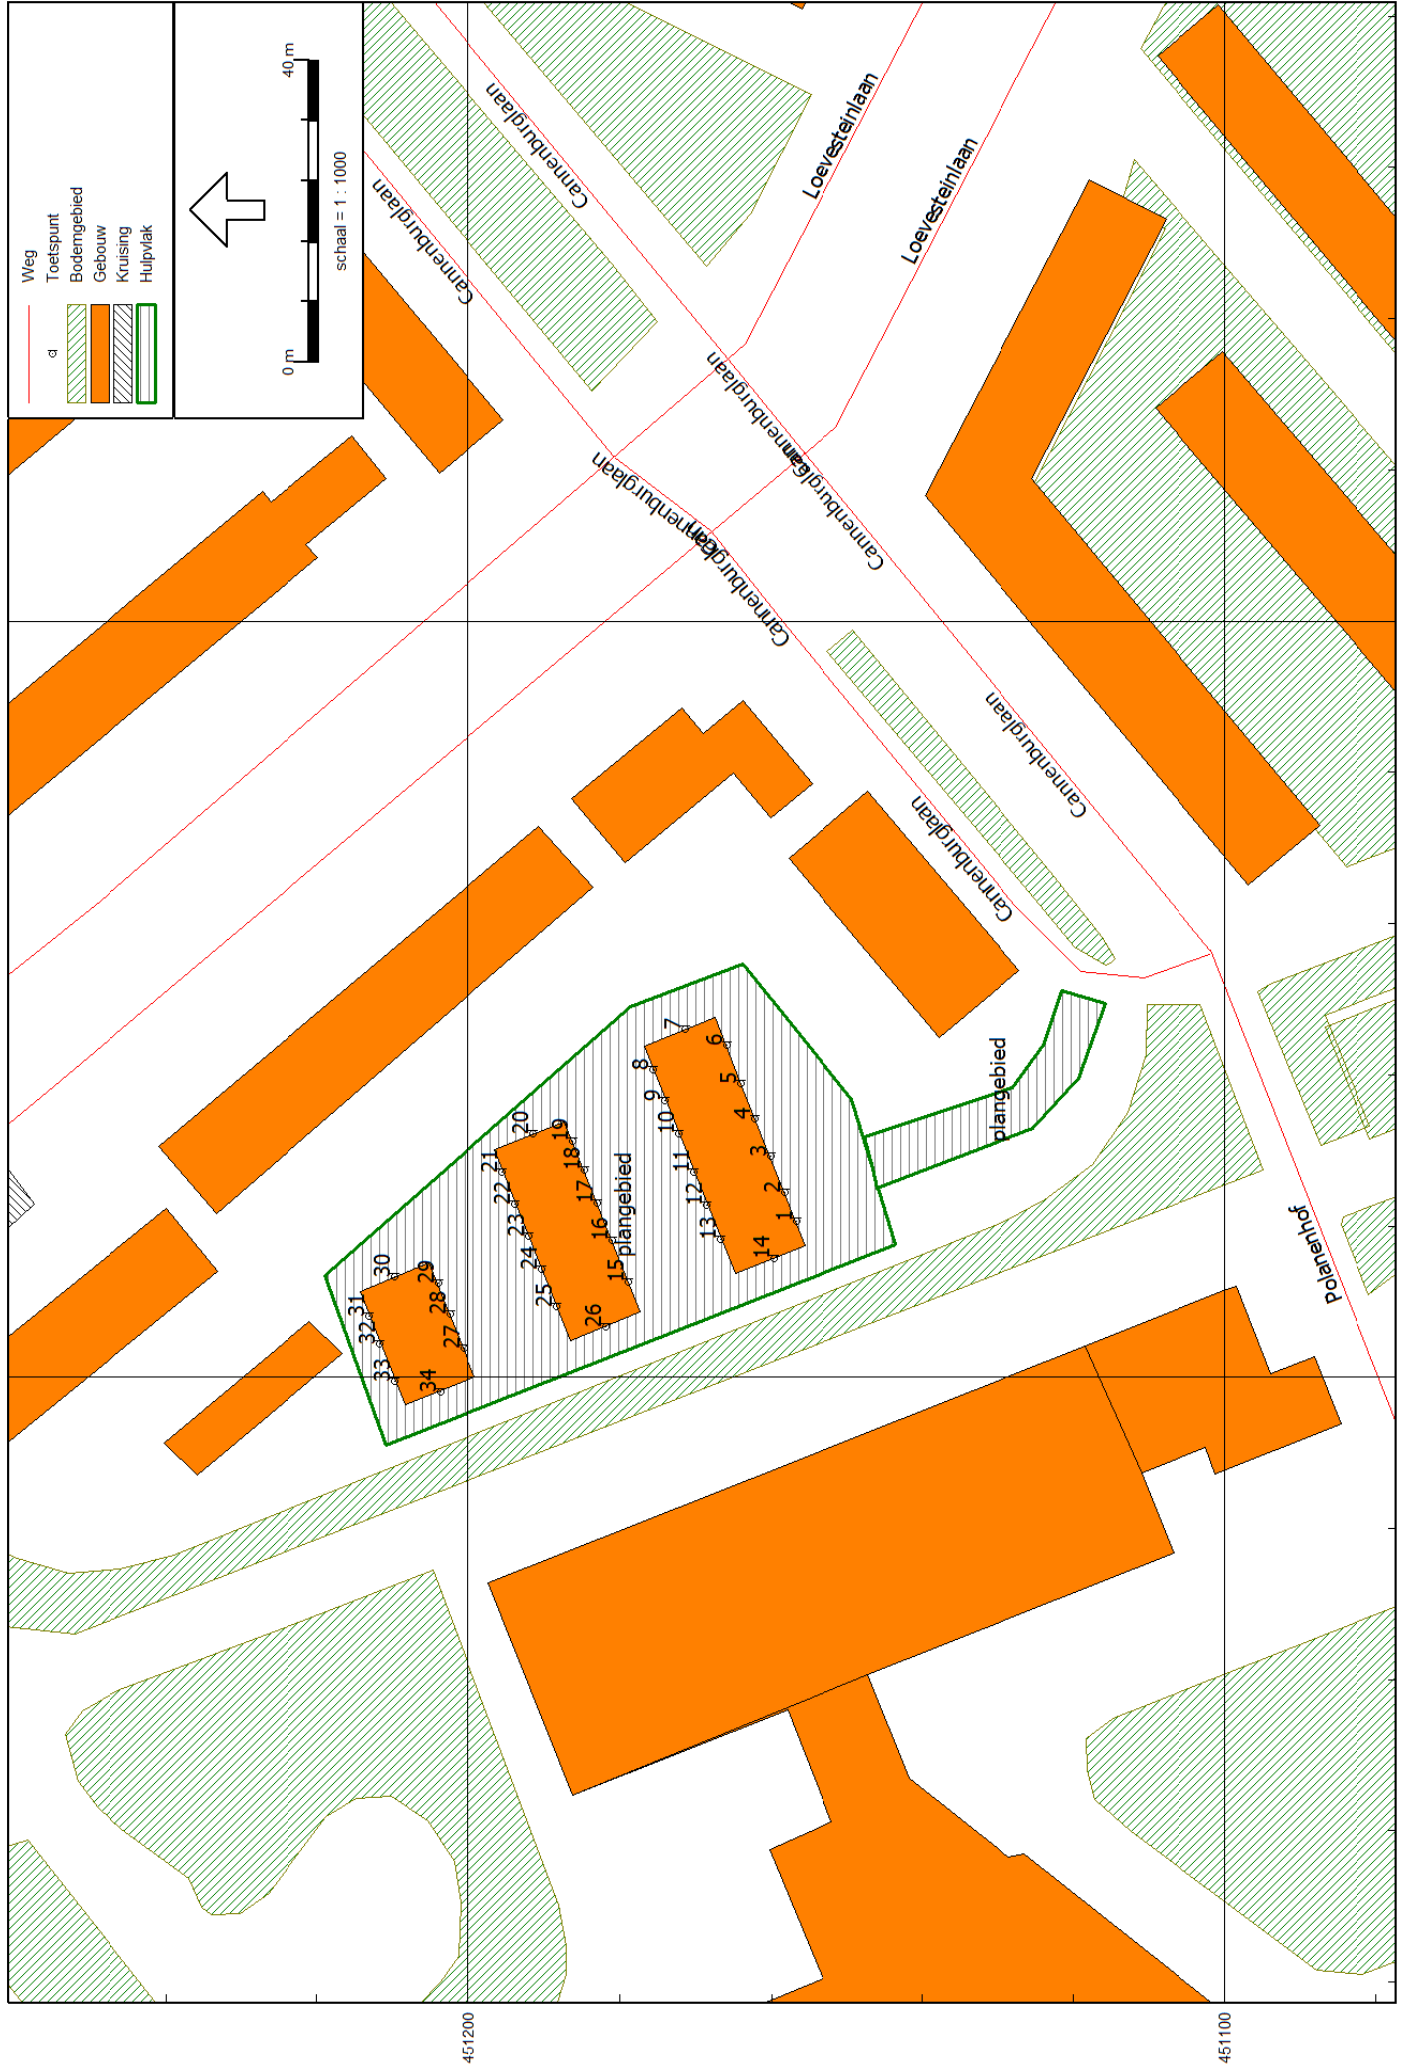 Weg
Toetspunt
Bodemgebied
Gebouw
Kruising
Hulpvlak
0 m
40 m
schaal = 1 : 1000
Cannenburglaan
Cannenburglaan
Loevesteinlaan
Loevesteinlaan
Cannenburglaan
Cannenburglaan
Cannenburglaan
Cannenburglaan
Cannenburglaan
Cannenburglaan
Polanenhof
plangebied
plangebied
1
2
3
4
5
6
7
8
9
10
11
12
13
14
15
16
17
18
19
20
21
22
23
24
25
26
27
28
29
30
31
32
33
34
451200
451100